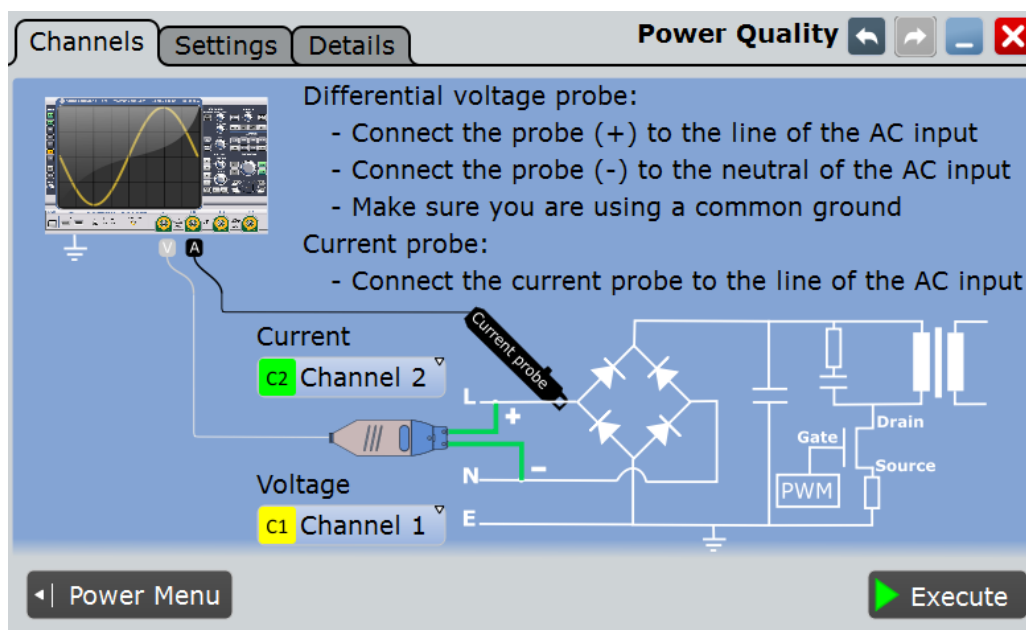 Channels
Settings
Details
Power Quality
Differential voltage probe:
- Connect the probe (+) to the line of the AC input
- Connect the probe (-) to the neutral of the AC input
- Make sure you are using a common ground
Current probe:
- Connect the current probe to the line of the AC input
V
A
Current probe
Current
C2 Channel 2
L
+
Drain
Gate
Source
N
-
PWM
Voltage
C1 Channel 1
E
Power Menu
Execute